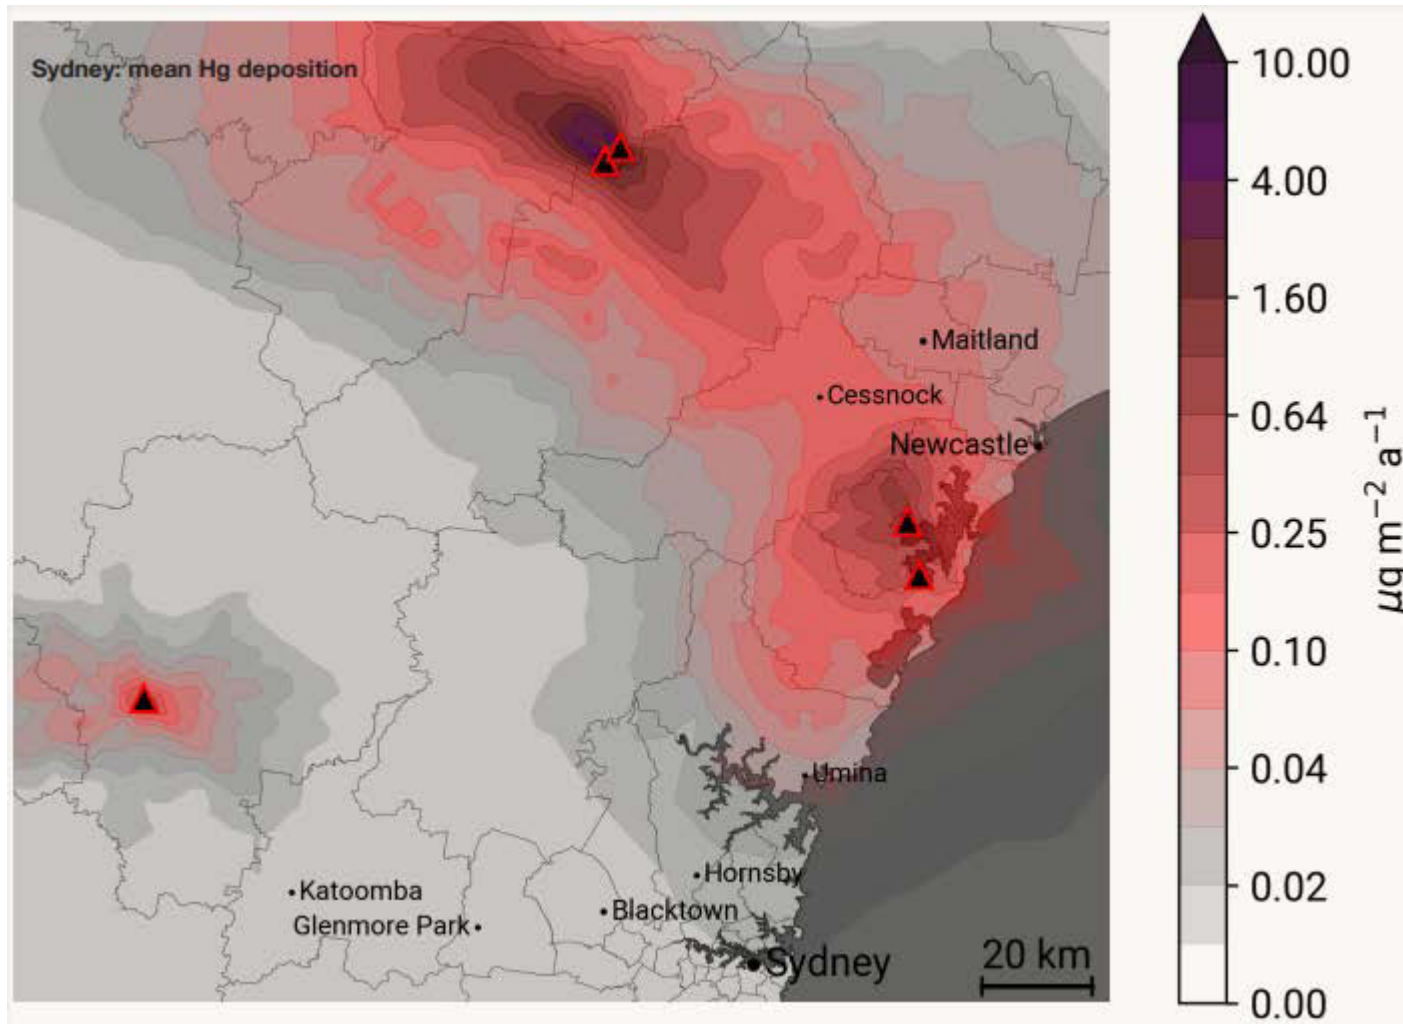 Sydney: mean Hg deposition
Maitland
Cessnock
Newcastle
Umina
Hornsby
Katoomba
Blacktown
Glenmore Park
Sydney
20 km
10.00
4.00
1.60
0.64
0.25
0.10
0.04
0.02
0.00
μg m⁻² a⁻¹